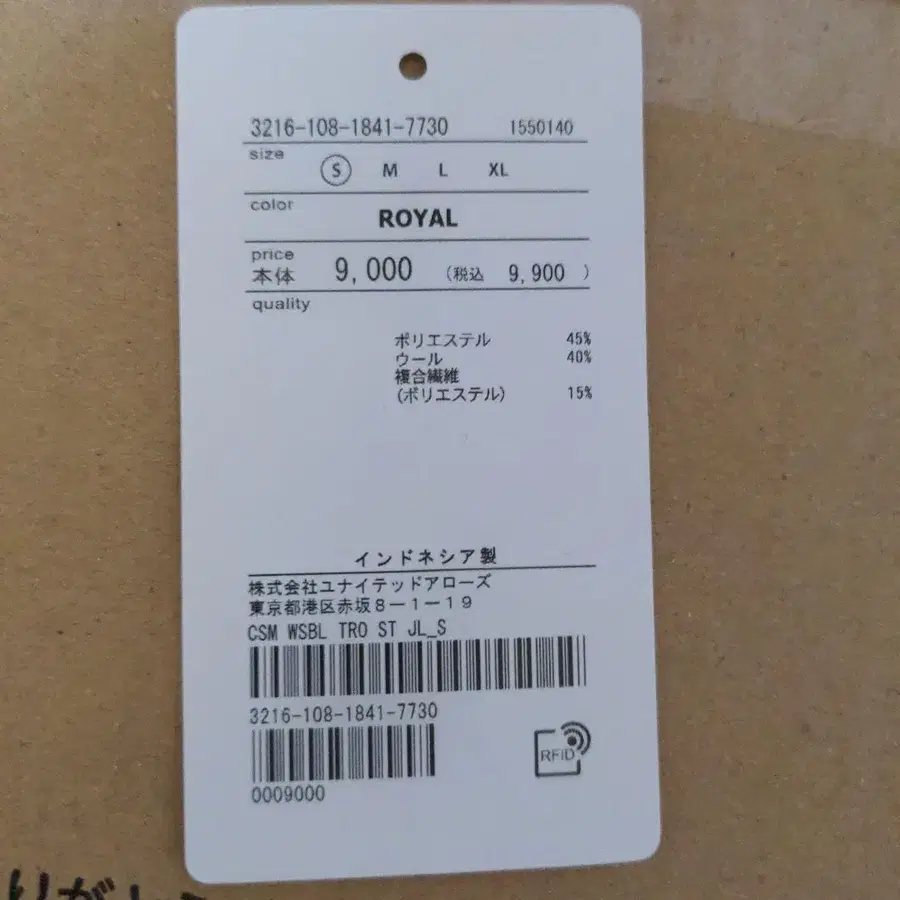 3216-108-1841-7730 1550140
size
S M L XL
color
ROYAL
price
本体 9,000 (税込 9,900 )
quality
ポリエステル 45%
ウール 40%
複合繊維
(ポリエステル) 15%
インドネシア製
株式会社ユナイテッドアローズ
東京都港区赤坂8−1−19
CSM WSBL TRO ST JL_S
3216-108-1841-7730
RFiD
0009000